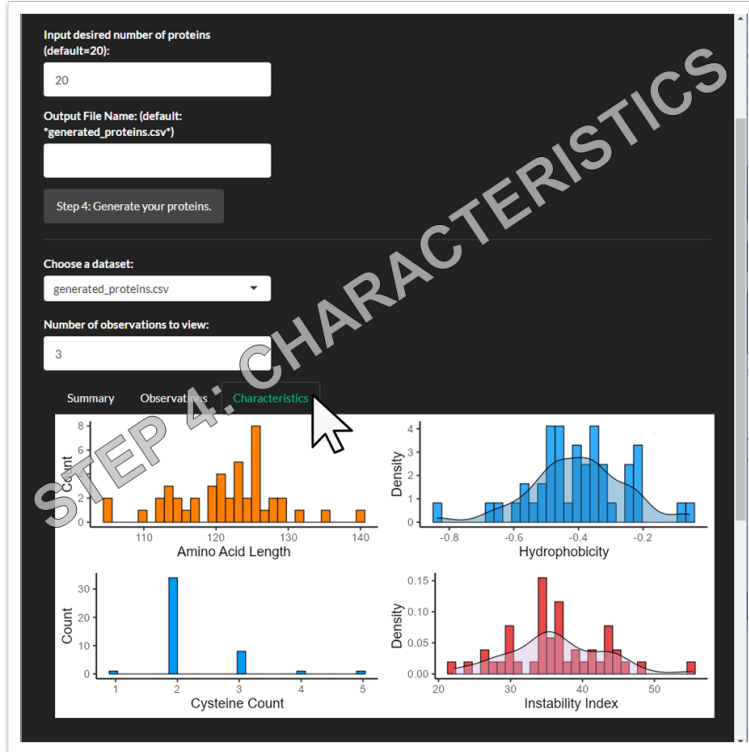 Input desired number of proteins
(default=20):
20
Output File Name: (default:
*generated_proteins.csv*)
Step 4: Generate your proteins.
STEP 4: CHARACTERISTICS
Choose a dataset:
generated_proteins.csv
Number of observations to view:
3
Summary Observations Characteristics
Count
8
6
2
0
110 120 130 140
Amino Acid Length
Density
4
3
2
1
0
-0.8 -0.6 -0.4 -0.2
Hydrophobicity
Count
30
20
10
0
1 2 3 4 5
Cysteine Count
Density
0.15
0.10
0.05
0.00
20 30 40 50
Instability Index